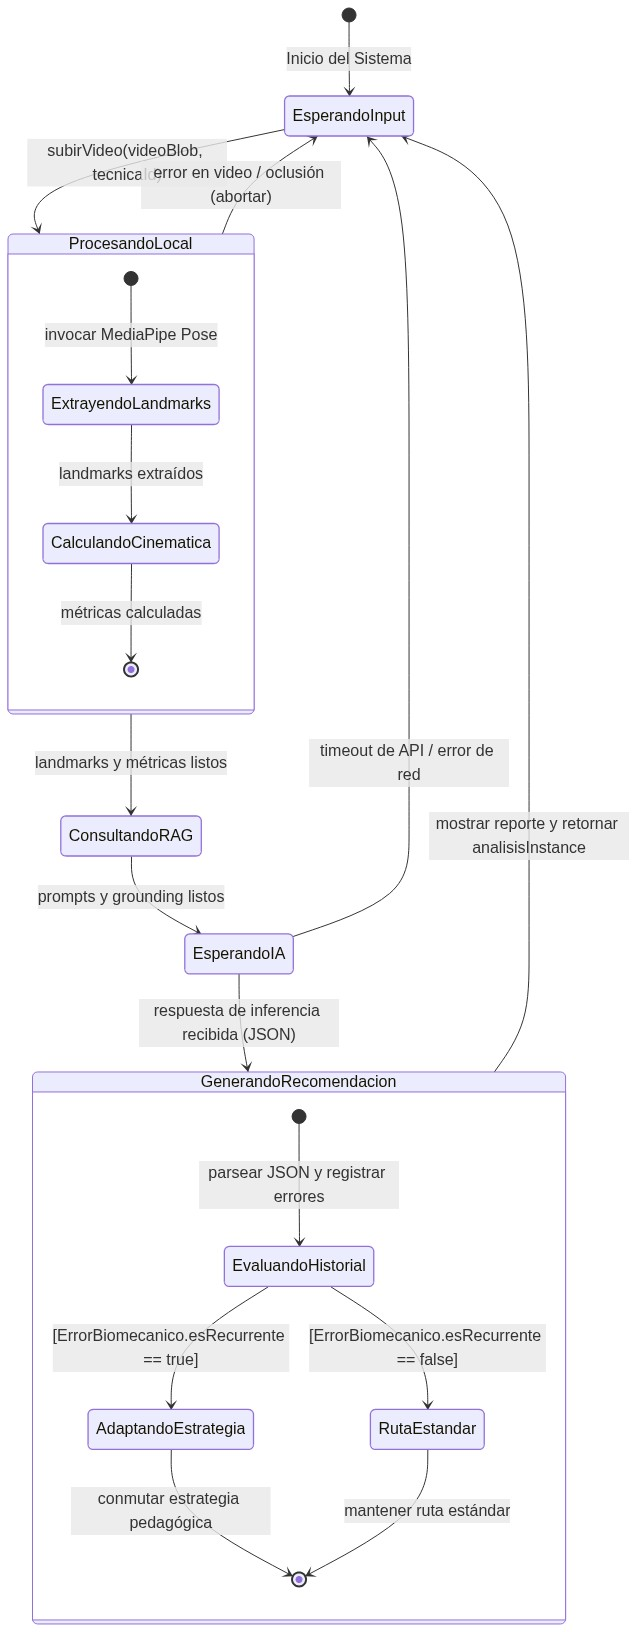 Inicio del Sistema
EsperandoInput
subirVideo(videoBlob,
error en video / oclusión
(abortar)
ProcesandoLocal
invocar MediaPipe Pose
ExtrayendoLandmarks
landmarks extraídos
CalculandoCinematica
métricas calculadas
landmarks y métricas listos
timeout de API / error de
red
ConsultandoRAG
mostrar reporte y retornar
analisisInstance
prompts y grounding listos
EsperandoIA
respuesta de inferencia
recibida (JSON)
GenerandoRecomendacion
parsear JSON y registrar
errores
EvaluandoHistorial
[ErrorBiomecanico.esRecurrente
== true]
[ErrorBiomecanico.esRecurrente
== false]
AdaptandoEstrategia
RutaEstandar
conmutar estrategia
pedagógica
mantener ruta estándar